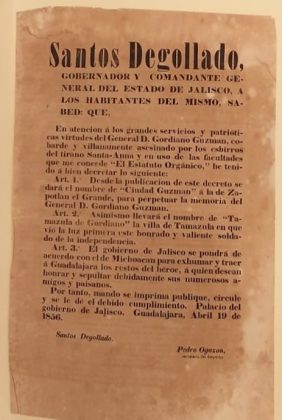 Santos Degollado,
GOBERNADOR Y COMANDANTE GE-
NERAL DEL ESTADO DE JALISCO, A
LOS HABITANTES DEL MISMO, SA-
BED: QUE,
En atencion á los grandes servicios y patrióti-
cas virtudes del General D. Gordiano Guzman, co-
barde y villanamente asesinado por los esbirros
del tirano Santa-Anna y en uso de las facultades
que me concede "El Estatuto Orgánico," he teni-
do á bien decretar lo siguiente:
Art. 1.° Desde la publicacion de este decreto se
dará el nombre de "Ciudad Guzman" á la de Za-
potlan el Grande, para perpetuar la memoria del
General D. Gordiano Guzman.
Art. 2.° Asimismo llevará el nombre de "Ta-
mazula de Gordiano" la villa de Tamazula en que
vió la luz primera este honrado y valiente solda-
do de la independencia.
Art. 3.° El gobierno de Jalisco se pondrá de
acuerdo con el de Michoacan para exhumar y traer
á Guadalajara los restos del héroe, á quien desean
honrar y sepultar debidamente sus numerosos a-
migos y paisanos.
Por tanto, mando se imprima publique, circule
y se le dé el debido cumplimiento. Palacio del
gobierno de Jalisco. Guadalajara, Abril 19 de
1856.
Santos Degollado.
Pedro Ogazon,